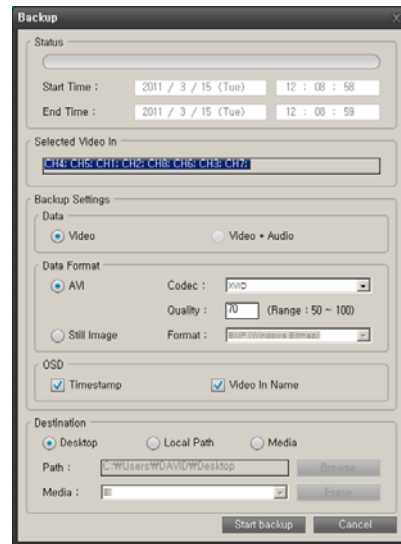 Backup
Status
Start Time : 2011 / 3 / 15 (Tue) 12 : 08 : 58
End Time : 2011 / 3 / 15 (Tue) 12 : 08 : 59
Selected Video In
CH4; CH5; CH1; CH2; CH8; CH6; CH3; CH7;
Backup Settings
Data
Video Video + Audio
Data Format
AVI Codec : XVID
Quality : 70 (Range : 50 ~ 100)
Still Image Format : BMP (Windows Bitmap)
OSD
Timestamp Video In Name
Destination
Desktop Local Path Media
Path : C:₩Users₩DAVID₩Desktop Browse
Media : Erase
Start backup Cancel